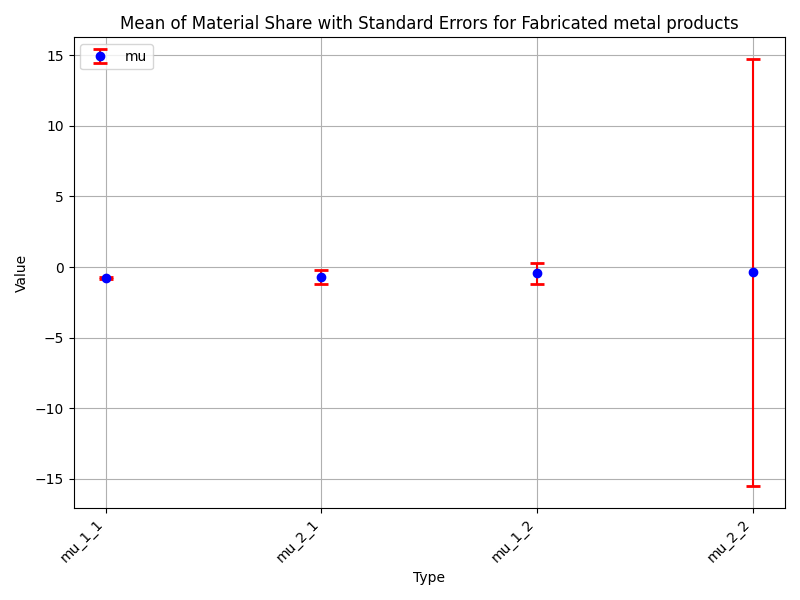 Mean of Material Share with Standard Errors for Fabricated metal products
mu
15
10
5
0
−5
−10
−15
Value
mu_1_1
mu_2_1
mu_1_2
mu_2_2
Type